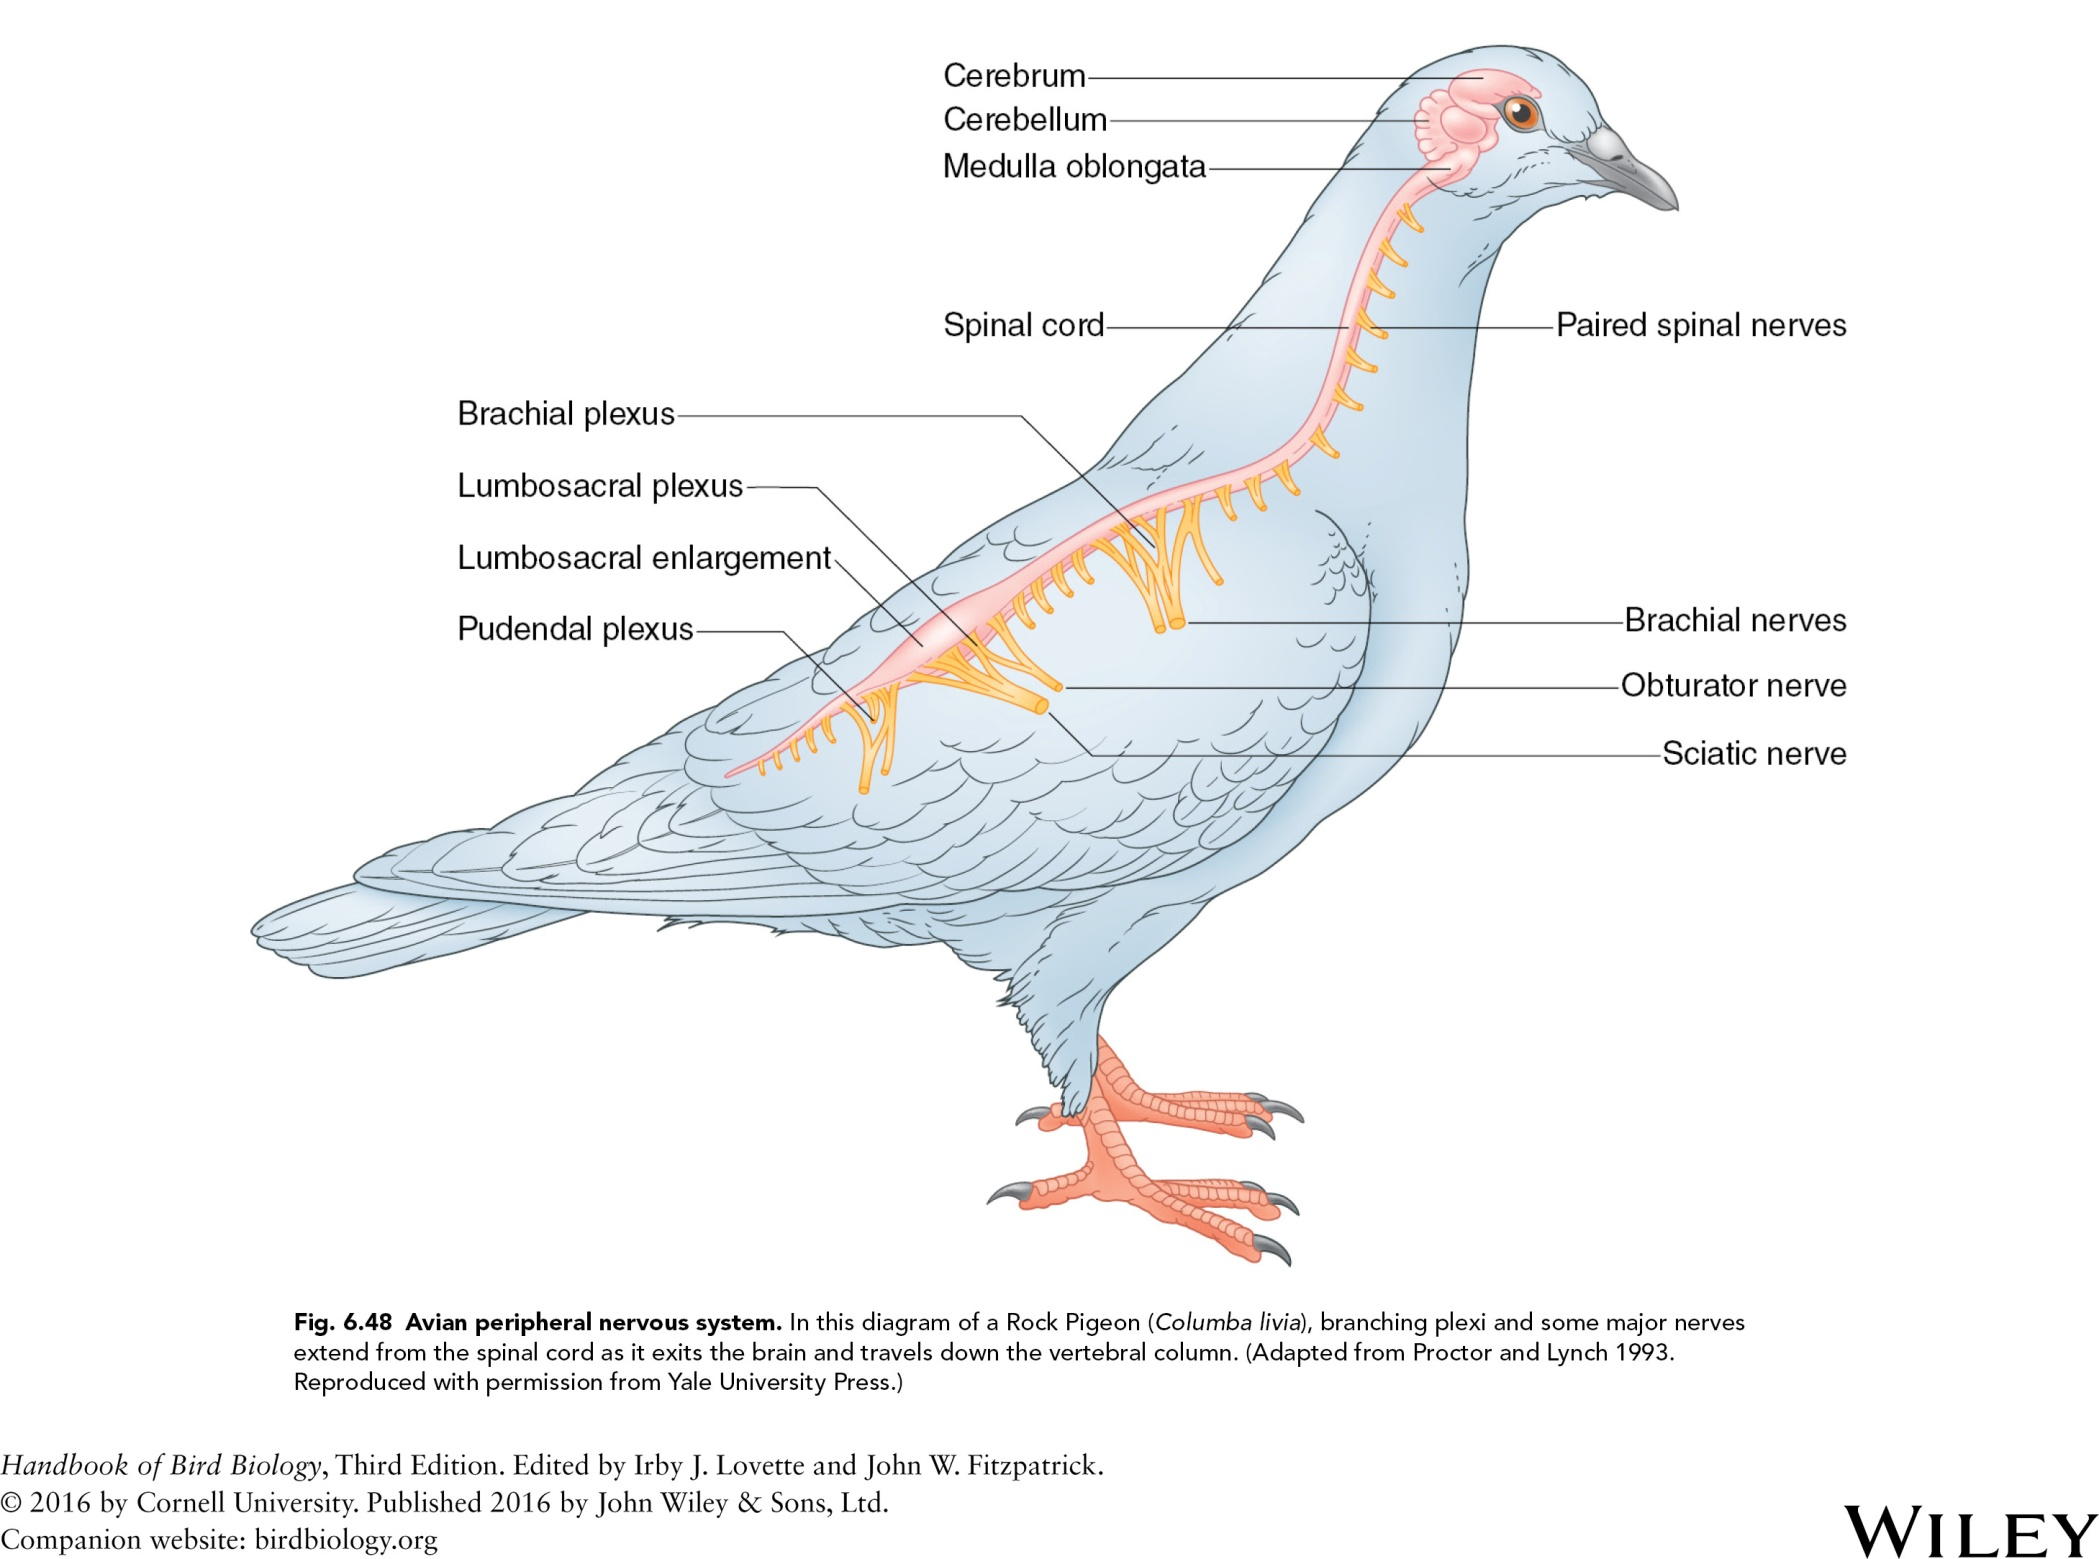 Cerebrum
Cerebellum
Medulla oblongata
Spinal cord
Paired spinal nerves
Brachial plexus
Lumbosacral plexus
Lumbosacral enlargement
Pudendal plexus
Brachial nerves
Obturator nerve
Sciatic nerve
Fig. 6.48 Avian peripheral nervous system. In this diagram of a Rock Pigeon (Columba livia), branching plexi and some major nerves
extend from the spinal cord as it exits the brain and travels down the vertebral column. (Adapted from Proctor and Lynch 1993.
Reproduced with permission from Yale University Press.)
Handbook of Bird Biology, Third Edition. Edited by Irby J. Lovette and John W. Fitzpatrick.
© 2016 by Cornell University. Published 2016 by John Wiley & Sons, Ltd.
Companion website: birdbiology.org
WILEY